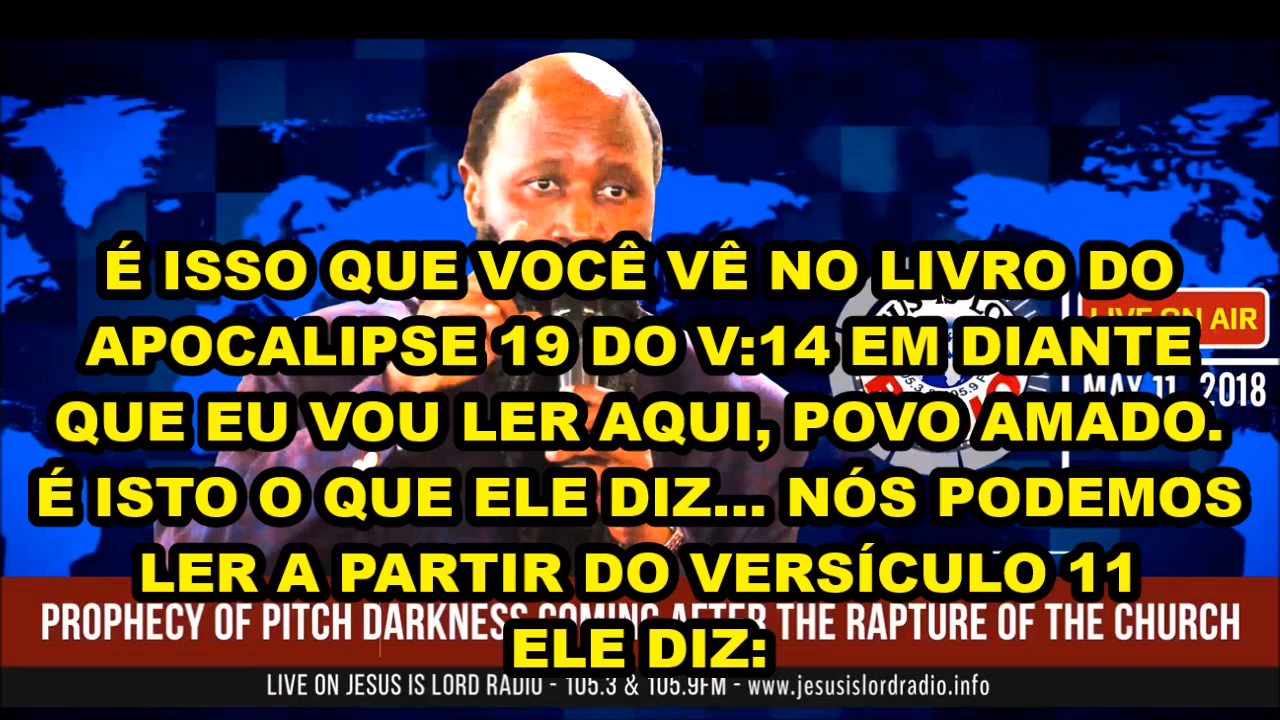 É ISSO QUE VOCÊ VÊ NO LIVRO DO
APOCALIPSE 19 DO V:14 EM DIANTE
QUE EU VOU LER AQUI, POVO AMADO.
É ISTO O QUE ELE DIZ... NÓS PODEMOS
LER A PARTIR DO VERSÍCULO 11
ELE DIZ:
LIVE ON AIR
MAY 11, 2018
PROPHECY OF PITCH DARKNESS COMING AFTER THE RAPTURE OF THE CHURCH
LIVE ON JESUS IS LORD RADIO - 105.3 & 105.9FM - www.jesusislordradio.info